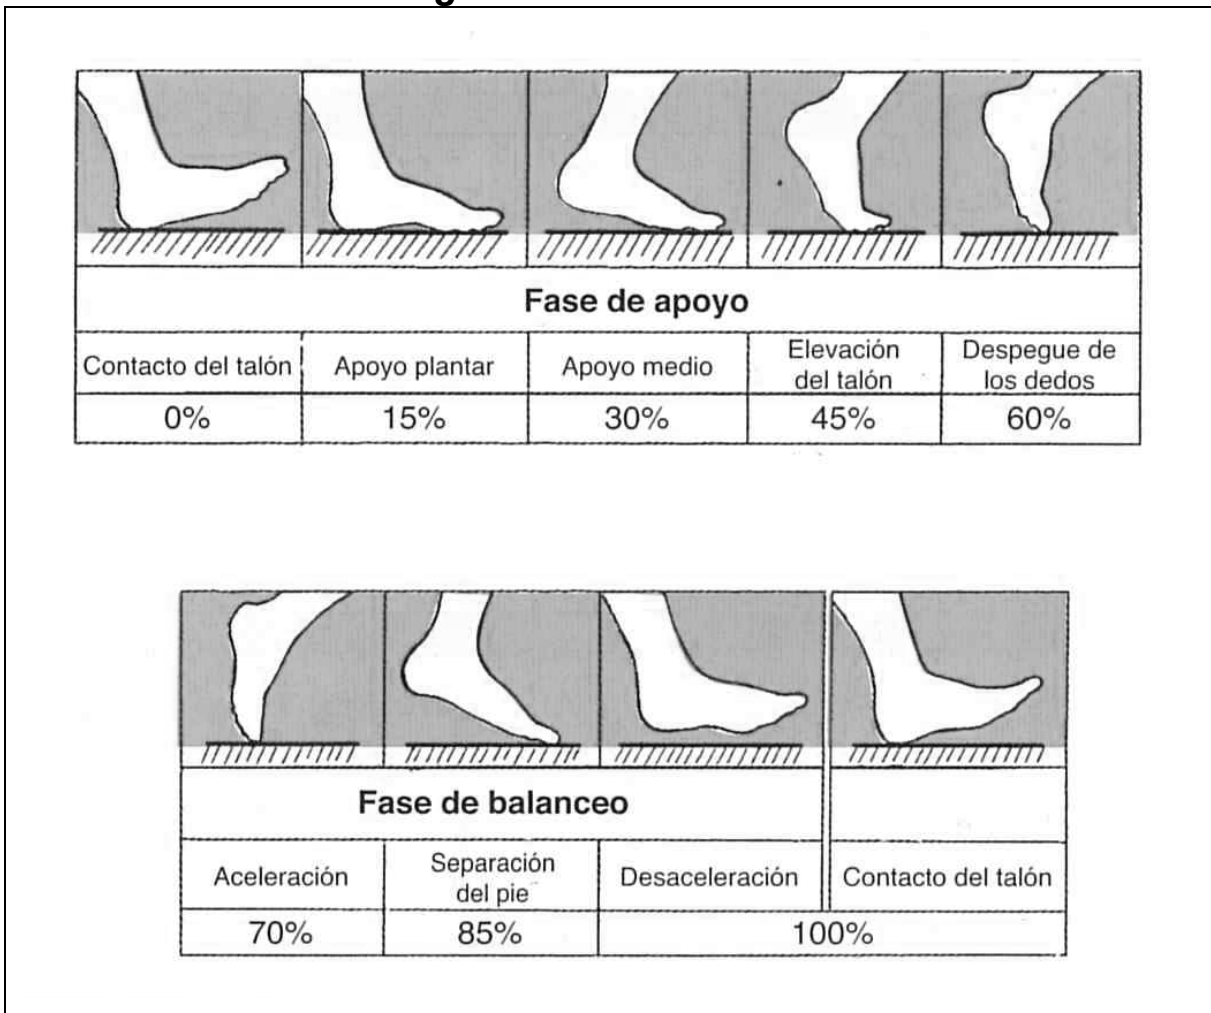 Fase de apoyo
Contacto del talón
Apoyo plantar
Apoyo medio
Elevación
del talón
Despegue de
los dedos
0%
15%
30%
45%
60%
Fase de balanceo
Aceleración
Separación
del pie
Desaceleración
Contacto del talón
70%
85%
100%